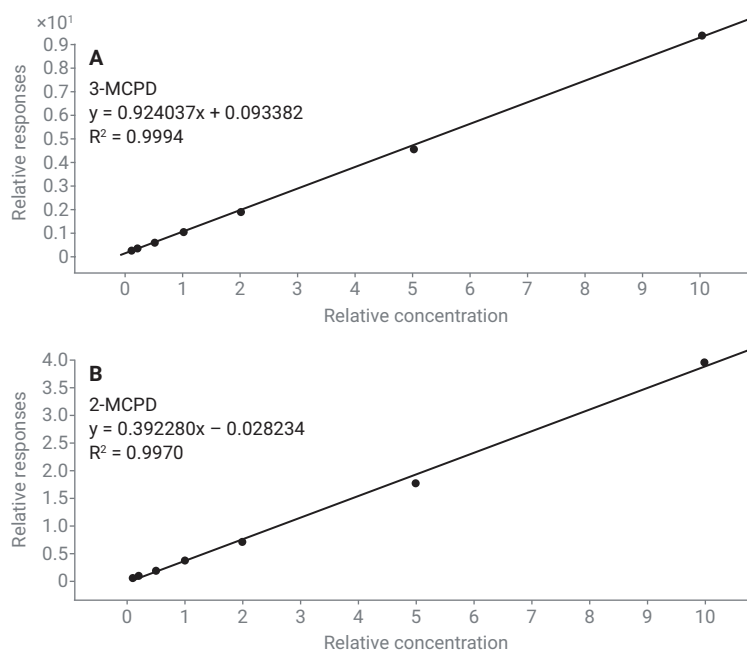 ×10¹
0.9
0.8
0.7
0.6
0.5
0.4
0.3
0.2
0.1
0
Relative responses
A
3-MCPD
y = 0.924037x + 0.093382
R² = 0.9994
0 1 2 3 4 5 6 7 8 9 10
Relative concentration
4.0
3.5
3.0
2.5
2.0
1.5
1.0
0.5
0
Relative responses
B
2-MCPD
y = 0.392280x – 0.028234
R² = 0.9970
0 1 2 3 4 5 6 7 8 9 10
Relative concentration